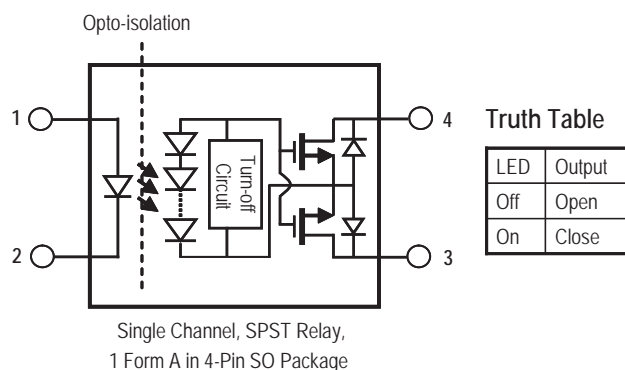 Opto-isolation
1
2
Turn-off
Circuit
4
3
Truth Table
LED Output
Off Open
On Close
Single Channel, SPST Relay,
1 Form A in 4-Pin SO Package